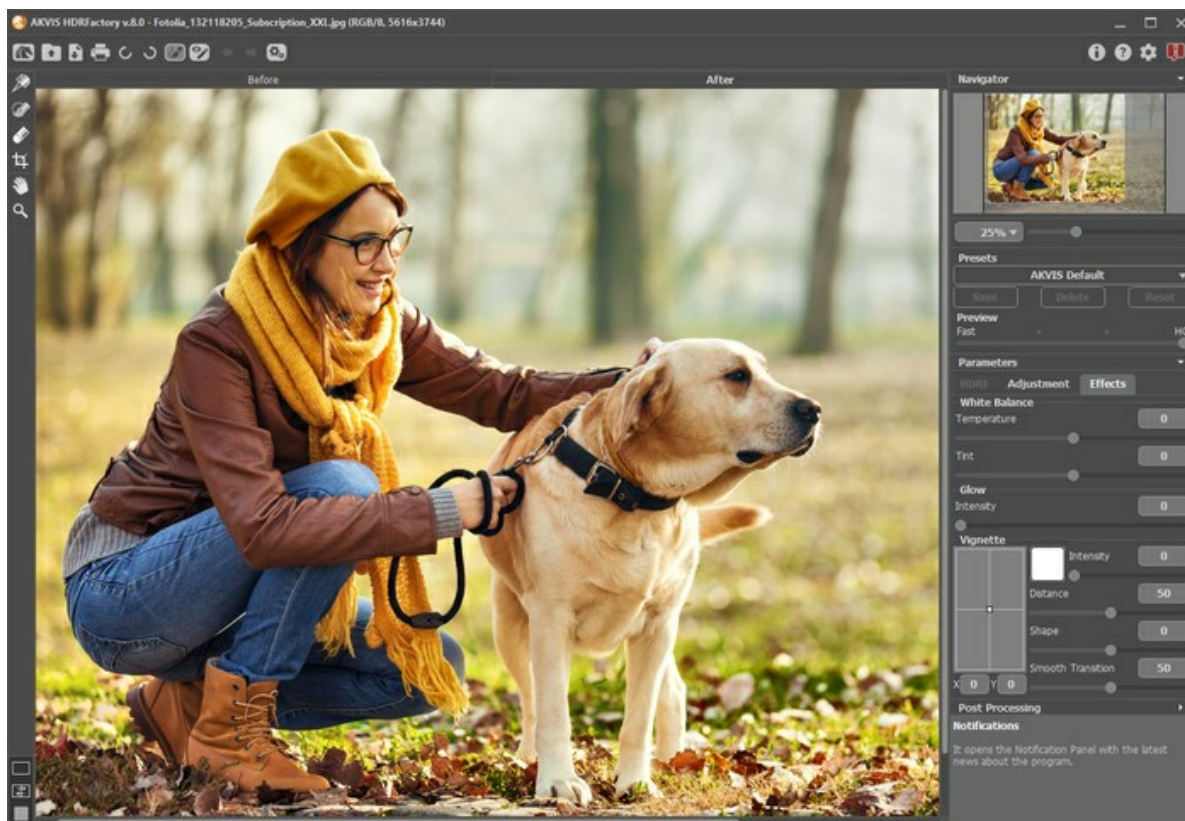 AKVIS HDRFactory v.8.0 - Fotolia_132118205_Subscription_XXL.jpg (RGB/8, 5616x3744)
Before
After
Navigator
25%
Presets
AKVIS Default
Save Delete Reset
Preview
Fast HQ
Parameters
HDRI Adjustment Effects
White Balance
Temperature 0
Tint 0
Glow
Intensity 0
Vignette
Intensity 0
Distance 50
Shape 0
Smooth Transition 50
X 0 Y 0
Post Processing
Notifications
It opens the Notification Panel with the latest
news about the program.